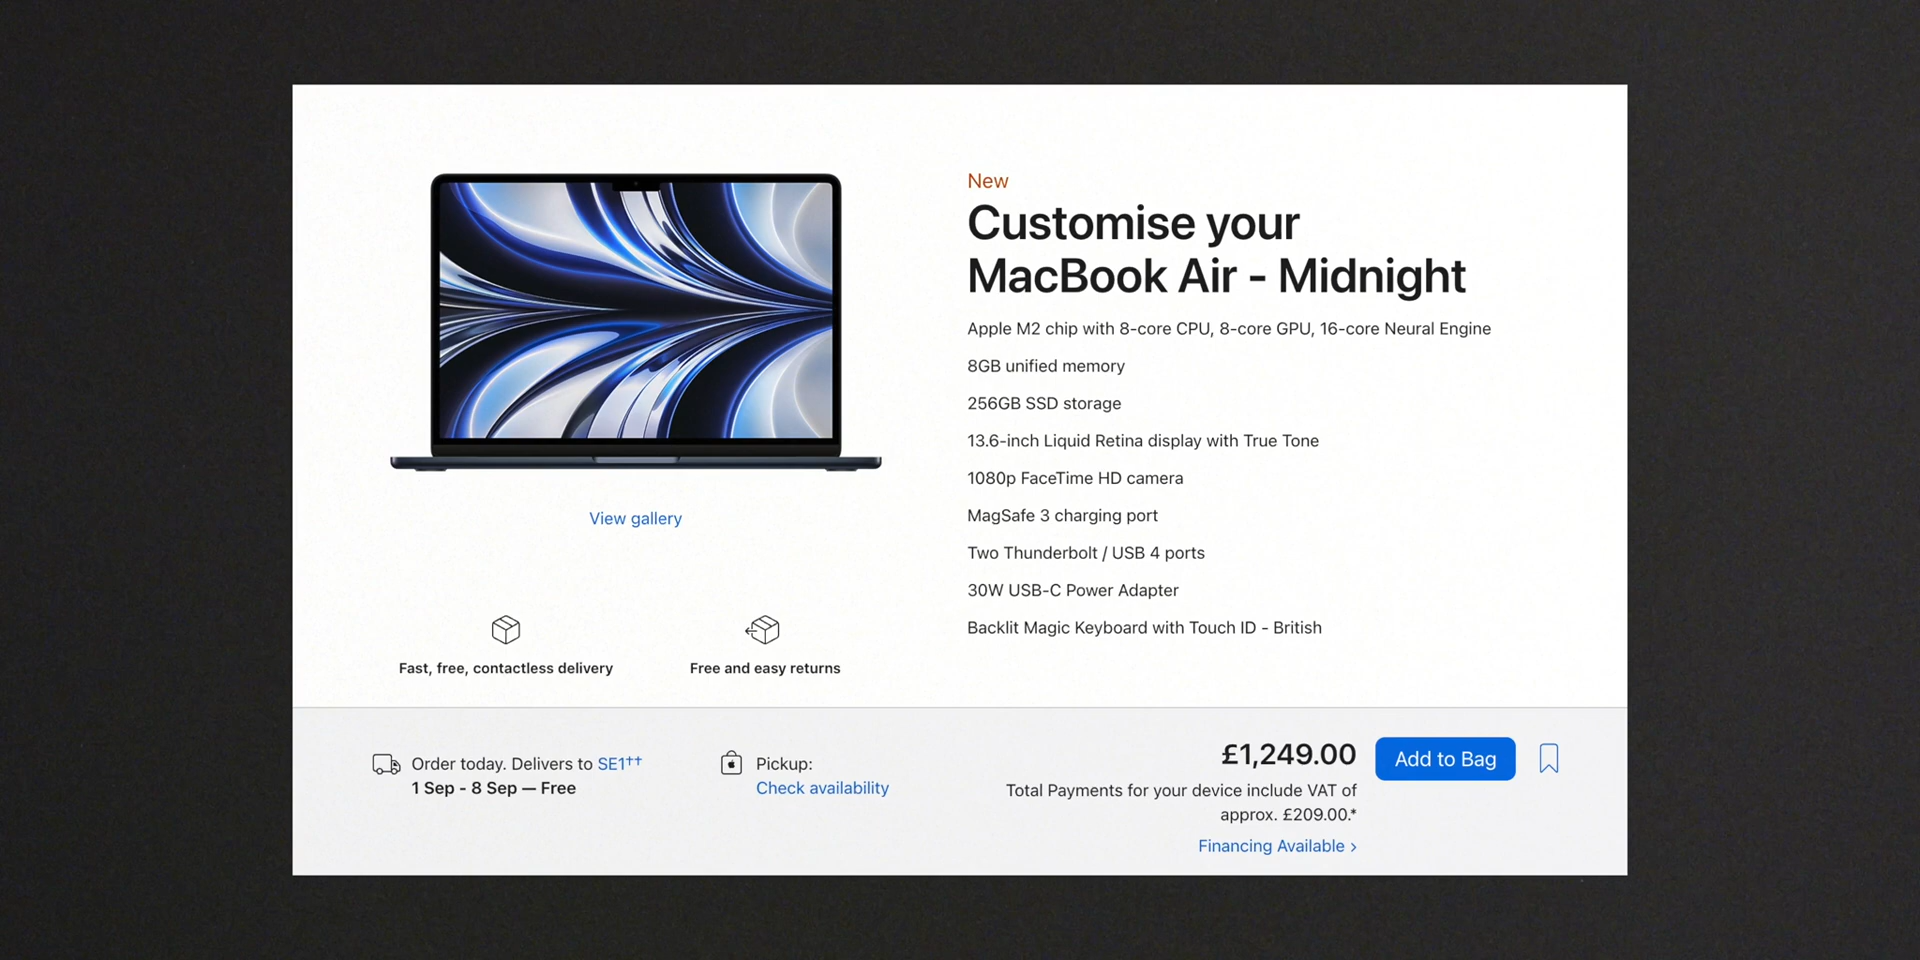 New
Customise your
MacBook Air - Midnight
Apple M2 chip with 8-core CPU, 8-core GPU, 16-core Neural Engine
8GB unified memory
256GB SSD storage
13.6-inch Liquid Retina display with True Tone
1080p FaceTime HD camera
MagSafe 3 charging port
Two Thunderbolt / USB 4 ports
30W USB-C Power Adapter
Backlit Magic Keyboard with Touch ID - British
View gallery
Fast, free, contactless delivery
Free and easy returns
Order today. Delivers to SE1††
1 Sep - 8 Sep — Free
Pickup:
Check availability
£1,249.00
Total Payments for your device include VAT of
approx. £209.00.*
Financing Available >
Add to Bag